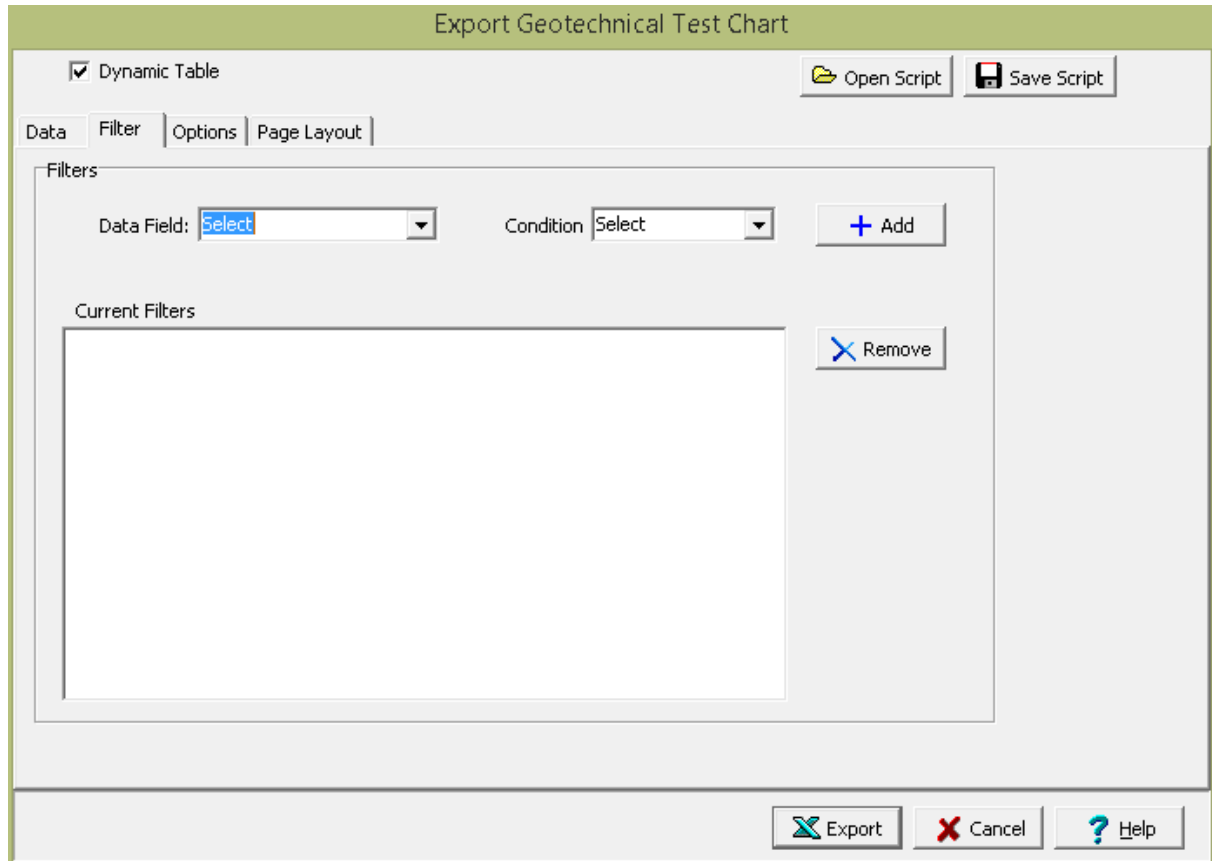 Export Geotechnical Test Chart
Dynamic Table
Open Script
Save Script
Data
Filter
Options
Page Layout
Filters
Data Field: Select
Condition Select
Add
Current Filters
Remove
Export
Cancel
Help